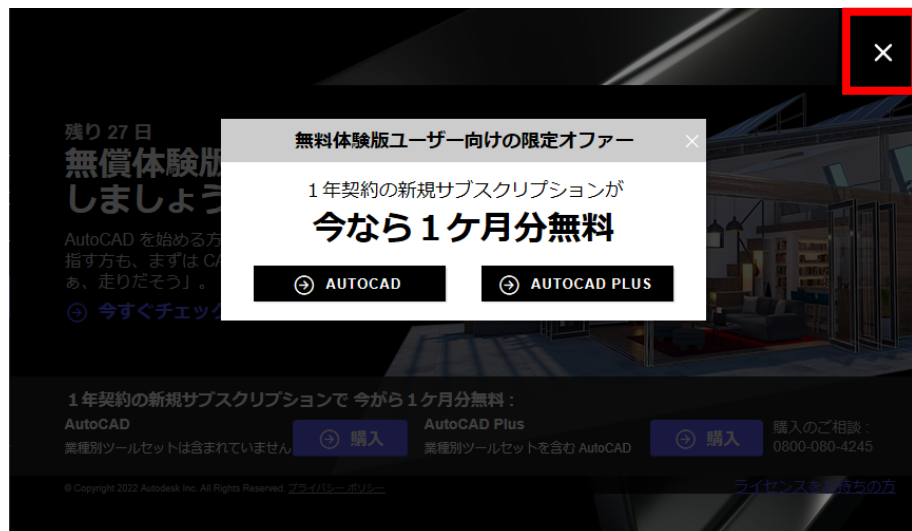 残り 27 日
無償体験版
しましょう
AutoCAD を始める方
指す方も、まずは CA
ぁ、走りだそう」。
今すぐチェック
無料体験版ユーザー向けの限定オファー
1 年契約の新規サブスクリプションが
今なら 1 ケ月分無料
AUTOCAD
AUTOCAD PLUS
1 年契約の新規サブスクリプションで 今がら 1 ケ月分無料 :
AutoCAD
業種別ツールセットは含まれていません
購入
AutoCAD Plus
業種別ツールセットを含む AutoCAD
購入
購入のご相談 :
0800-080-4245
© Copyright 2022 Autodesk Inc. All Rights Reserved. プライバシー ポリシー
ライセンスをお持ちの方